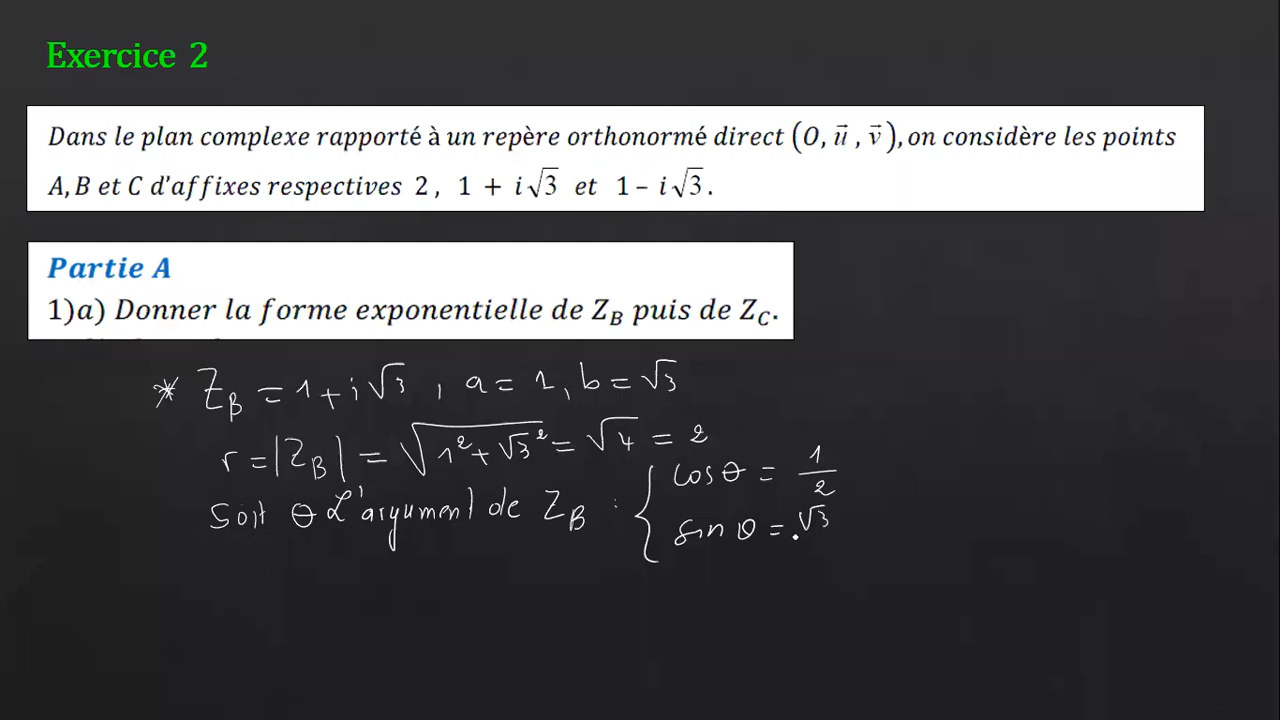 Exercice 2
Dans le plan complexe rapporté à un repère orthonormé direct (O, u⃗ , v⃗ ), on considère les points
A, B et C d'affixes respectives 2 , 1 + i√3 et 1 – i√3 .
Partie A
1)a) Donner la forme exponentielle de Z_B puis de Z_C.
* Z_B = 1 + i√3 , a = 1, b = √3
r = |Z_B| = √(1² + √3²) = √4 = 2
Soit θ L'argument de Z_B : { cos θ = 1/2
sin θ = √3